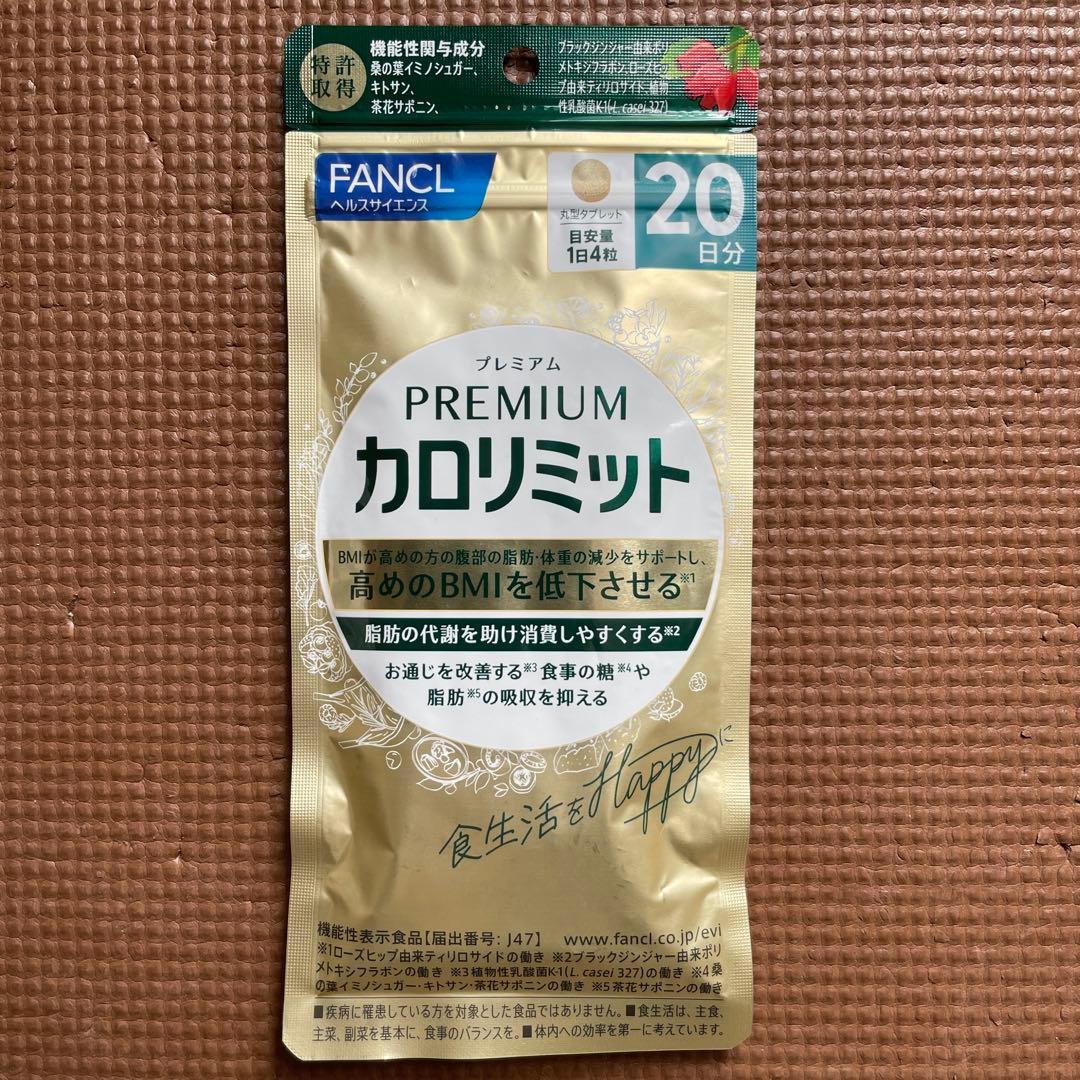 特許
取得
機能性関与成分
桑の葉イミノシュガー、
キトサン、
茶花サポニン、
ブラックジンジャー由来ポリ
メトキシフラボン、ローズヒッ
プ由来ティリロサイド、植物
性乳酸菌K-1(L. casei 327)
FANCL
ヘルスサイエンス
丸型タブレット
目安量
1日4粒
20
日分
プレミアム
PREMIUM
カロリミット
BMIが高めの方の腹部の脂肪・体重の減少をサポートし、
高めのBMIを低下させる※1
脂肪の代謝を助け消費しやすくする※2
お通じを改善する※3食事の糖※4や
脂肪※5の吸収を抑える
食生活をHappyに
機能性表示食品【届出番号：J47】 www.fancl.co.jp/evi
※1ローズヒップ由来ティリロサイドの働き ※2ブラックジンジャー由来ポリ
メトキシフラボンの働き ※3植物性乳酸菌K-1(L. casei 327)の働き ※4桑
の葉イミノシュガー・キトサン・茶花サポニンの働き ※5茶花サポニンの働き
■疾病に罹患している方を対象とした食品ではありません。■食生活は、主食、
主菜、副菜を基本に、食事のバランスを。■体内への効率を第一に考えています。